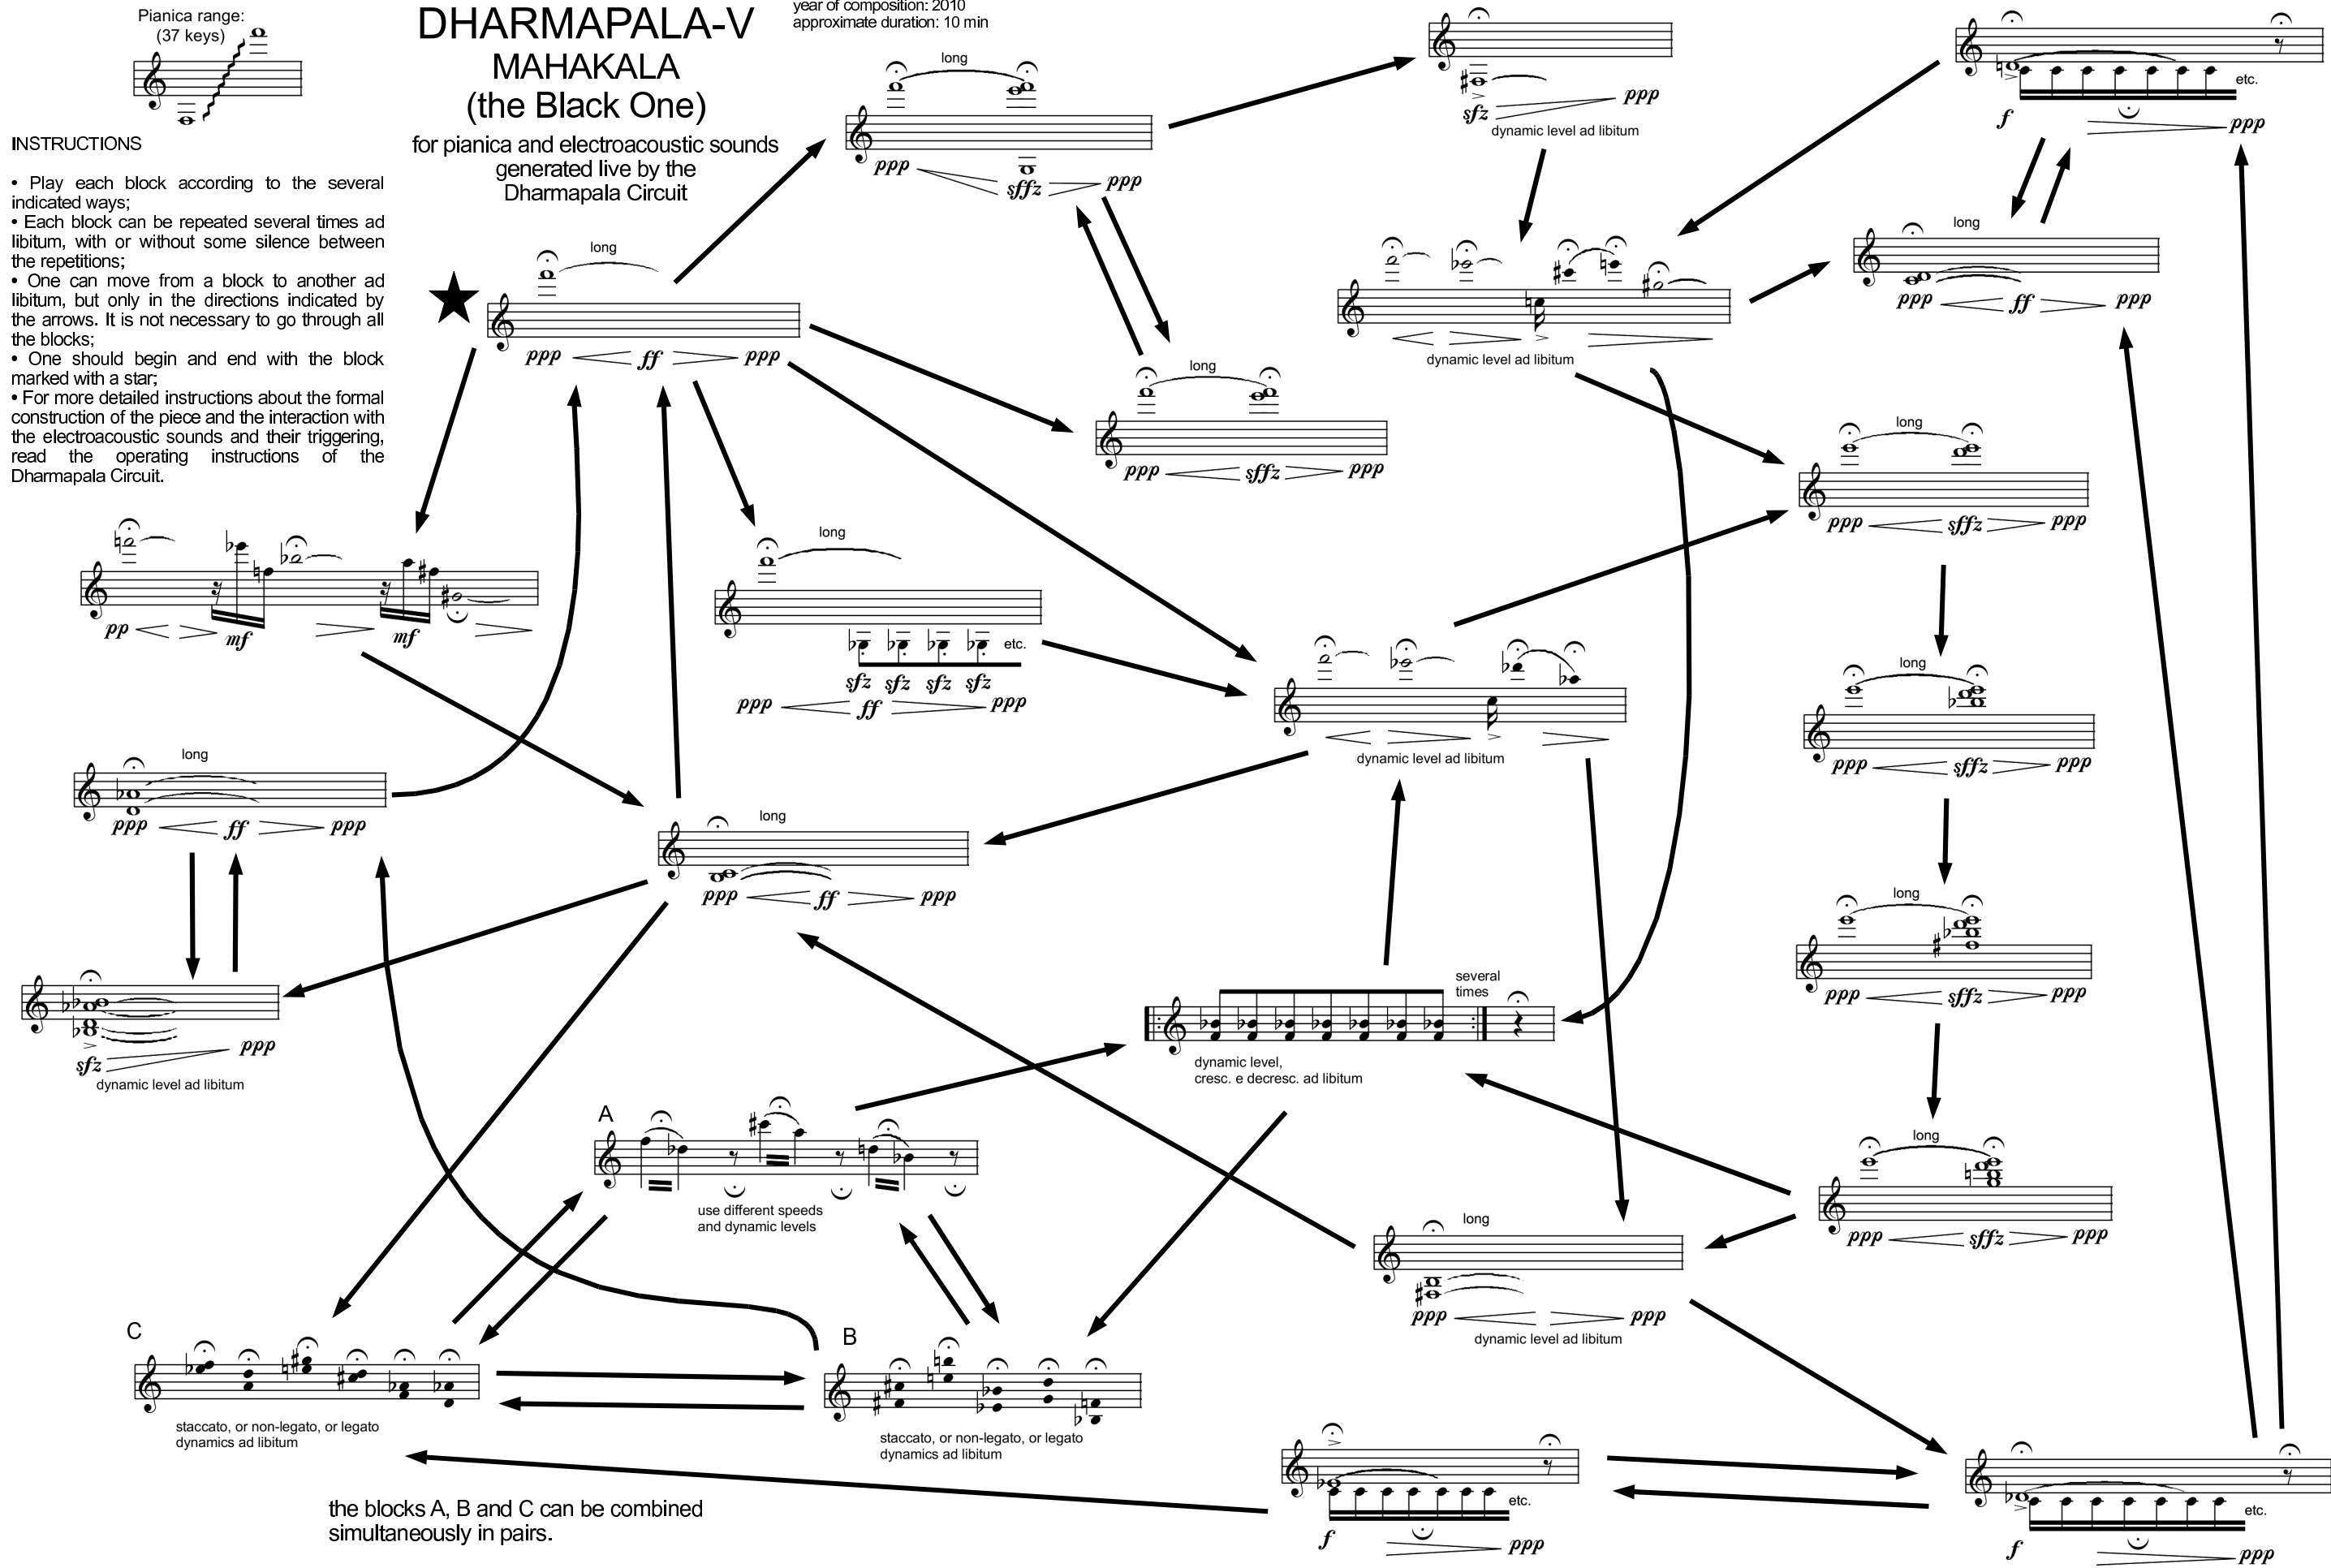 Pianica range:
(37 keys)
DHARMAPALA-V
MAHAKALA
(the Black One)
for pianica and electroacoustic sounds
generated live by the
Dharmapala Circuit
year of composition: 2010
approximate duration: 10 min
INSTRUCTIONS
• Play each block according to the several
indicated ways;
• Each block can be repeated several times ad
libitum, with or without some silence between
the repetitions;
• One can move from a block to another ad
libitum, but only in the directions indicated by
the arrows. It is not necessary to go through all
the blocks;
• One should begin and end with the block
marked with a star;
• For more detailed instructions about the formal
construction of the piece and the interaction with
the electroacoustic sounds and their triggering,
read the operating instructions of the
Dharmapala Circuit.
long
ppp sffz ppp
sfz ppp
dynamic level ad libitum
etc.
f ppp
long
ppp ff ppp
long
ppp ff ppp
dynamic level ad libitum
long
ppp sffz ppp
long
ppp sffz ppp
pp mf mf
long
etc.
sfz sfz sfz sfz
ppp ff ppp
dynamic level ad libitum
long
ppp sffz ppp
long
ppp ff ppp
long
ppp ff ppp
long
ppp sffz ppp
sfz ppp
dynamic level ad libitum
several
times
dynamic level,
cresc. e decresc. ad libitum
A
use different speeds
and dynamic levels
long
ppp sffz ppp
long
ppp ppp
dynamic level ad libitum
C
staccato, or non-legato, or legato
dynamics ad libitum
B
staccato, or non-legato, or legato
dynamics ad libitum
etc.
f ppp
etc.
f ppp
the blocks A, B and C can be combined
simultaneously in pairs.